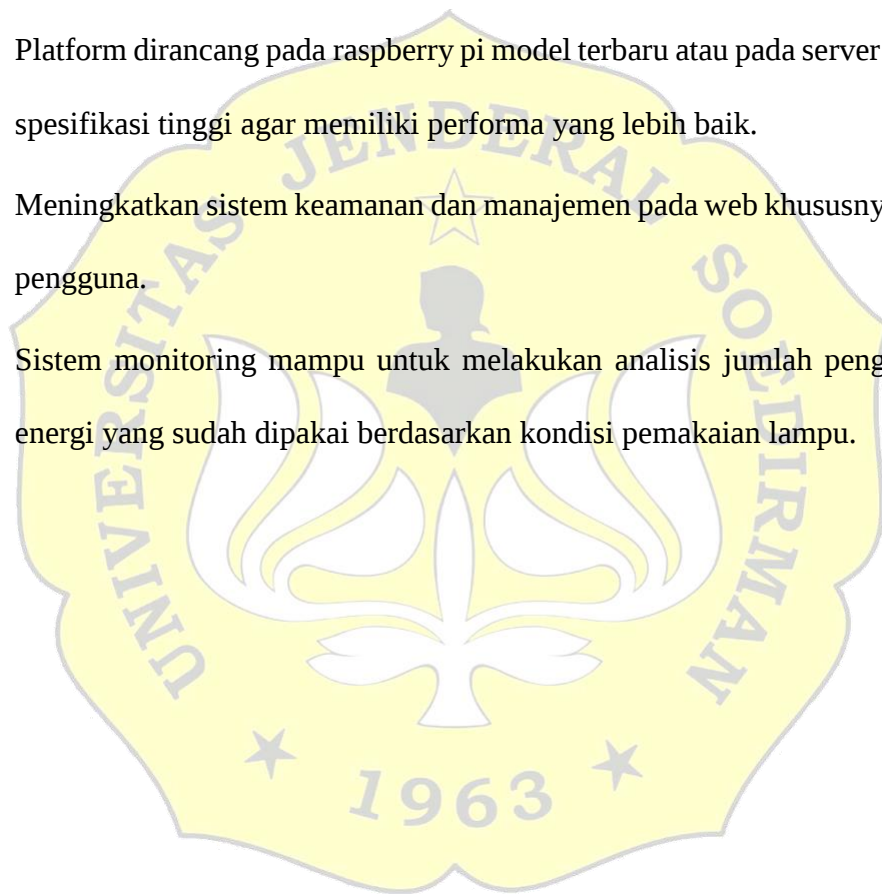 Platform dirancang pada raspberry pi model terbaru atau pada server
spesifikasi tinggi agar memiliki performa yang lebih baik.
Meningkatkan sistem keamanan dan manajemen pada web khususny
pengguna.
Sistem monitoring mampu untuk melakukan analisis jumlah peng
energi yang sudah dipakai berdasarkan kondisi pemakaian lampu.
UNIVERSITAS JENDERAL SOEDIRMAN
1963